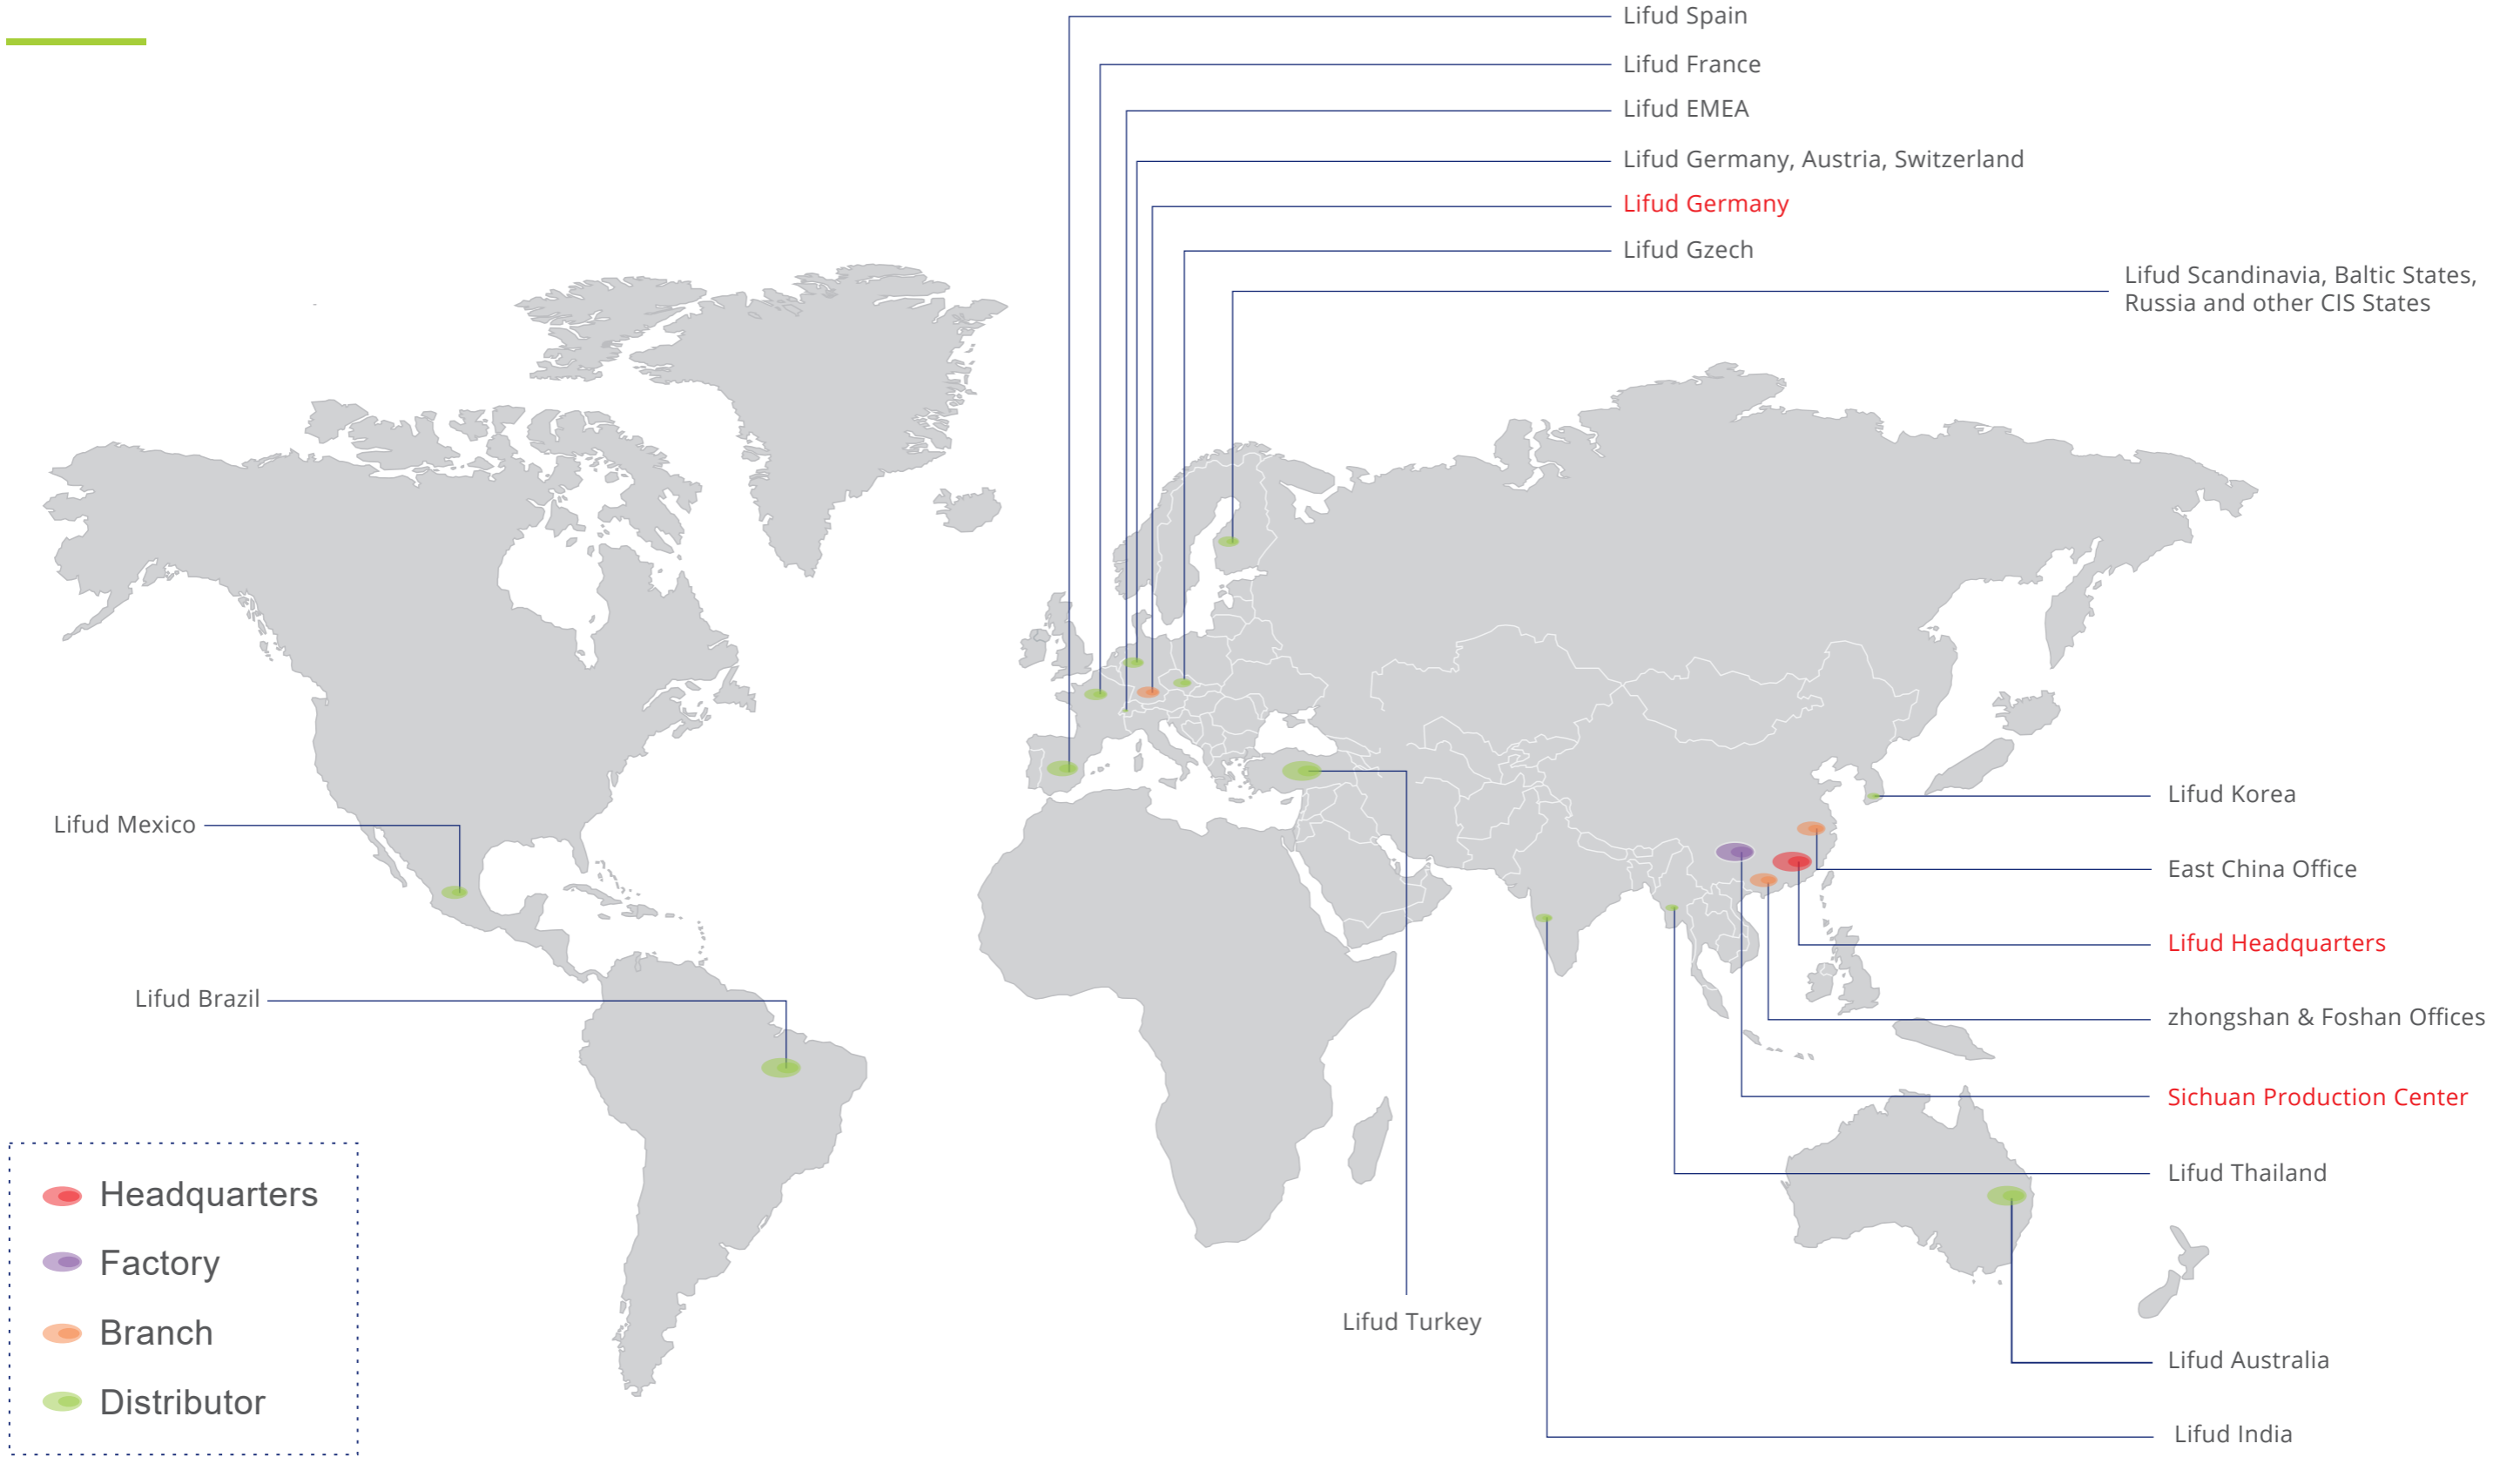 Lifud Spain
Lifud France
Lifud EMEA
Lifud Germany, Austria, Switzerland
Lifud Germany
Lifud Gzech
Lifud Scandinavia, Baltic States,
Russia and other CIS States
Lifud Korea
Lifud Mexico
East China Office
Lifud Headquarters
Lifud Brazil
zhongshan & Foshan Offices
Sichuan Production Center
Lifud Thailand
Lifud Turkey
Lifud Australia
Lifud India
Headquarters
Factory
Branch
Distributor